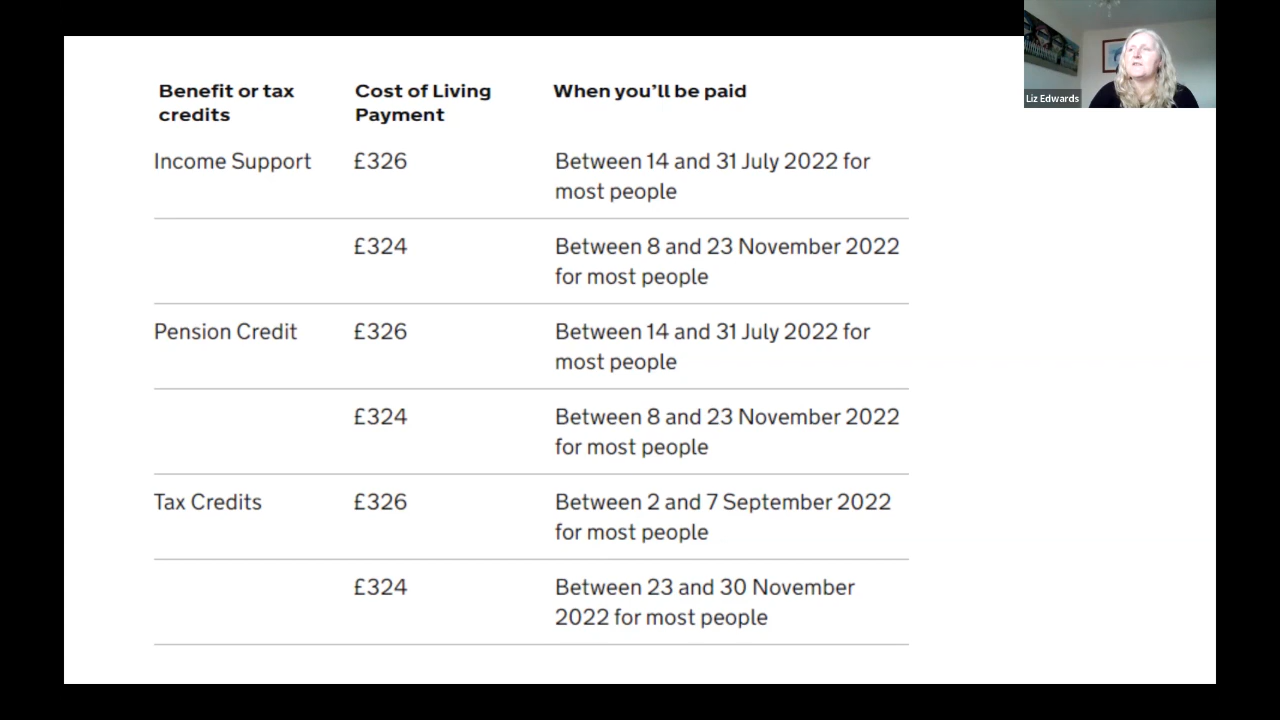 Benefit or tax credits
Cost of Living Payment
When you'll be paid
Income Support £326 Between 14 and 31 July 2022 for
most people
£324 Between 8 and 23 November 2022
for most people
Pension Credit £326 Between 14 and 31 July 2022 for
most people
£324 Between 8 and 23 November 2022
for most people
Tax Credits £326 Between 2 and 7 September 2022
for most people
£324 Between 23 and 30 November
2022 for most people
Liz Edwards